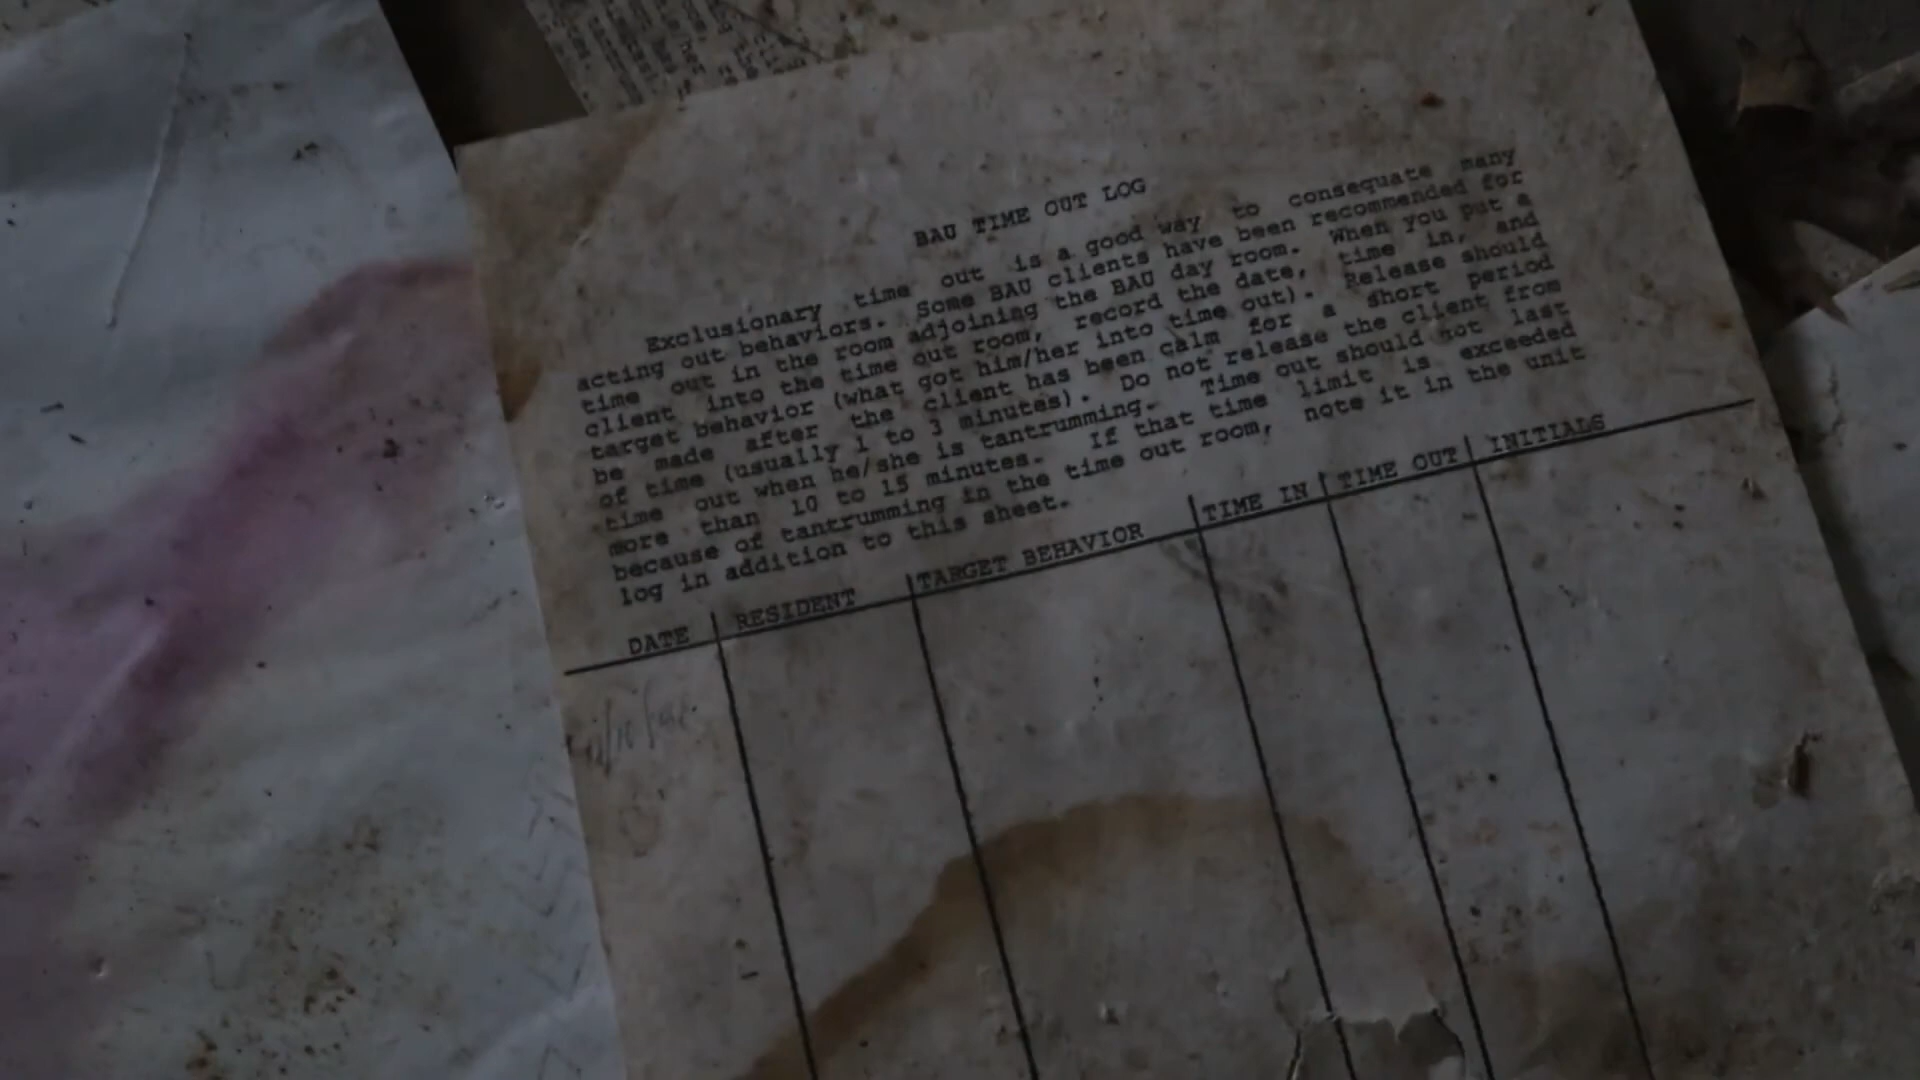 BAU TIME OUT LOG
Exclusionary time out is a good way to consequate many
acting out behaviors. Some BAU clients have been recommended for
time out in the room adjoining the BAU day room. When you put a
client into the time out room, record the date, time in, and
target behavior (what got him/her into time out). Release should
be made after the client has been calm for a short period
of time (usually 1 to 3 minutes). Do not release the client from
time out when he/she is tantrumming. Time out should not last
more than 10 to 15 minutes. If that time limit is exceeded
because of tantrumming in the time out room, note it in the unit
log in addition to this sheet.
DATE RESIDENT TARGET BEHAVIOR TIME IN TIME OUT INITIALS